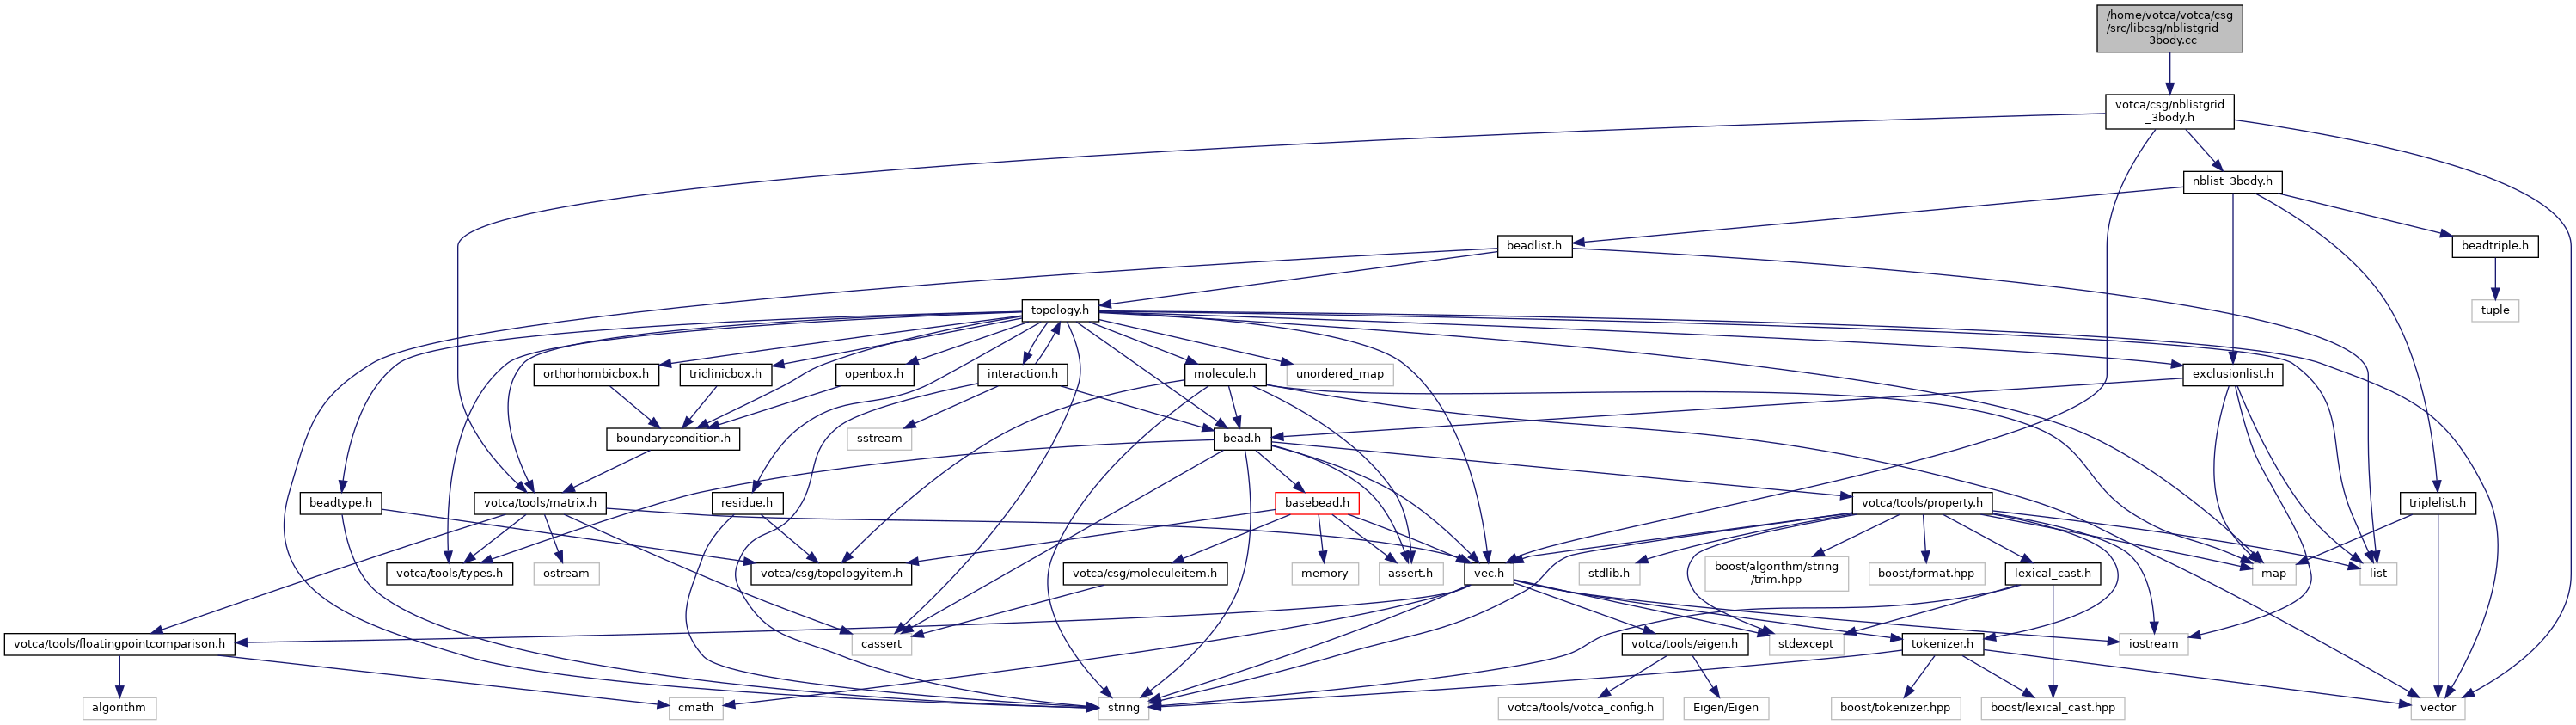 /home/votca/votca/csg
/src/libcsg/nblistgrid
_3body.cc
votca/csg/nblistgrid
_3body.h
nblist_3body.h
beadlist.h
beadtriple.h
topology.h
tuple
orthorhombicbox.h
triclinicbox.h
openbox.h
interaction.h
molecule.h
unordered_map
exclusionlist.h
boundarycondition.h
sstream
bead.h
beadtype.h
votca/tools/matrix.h
residue.h
basebead.h
votca/tools/property.h
triplelist.h
votca/tools/types.h
ostream
votca/csg/topologyitem.h
votca/csg/moleculeitem.h
memory
assert.h
vec.h
stdlib.h
boost/algorithm/string
/trim.hpp
boost/format.hpp
lexical_cast.h
map
list
votca/tools/floatingpointcomparison.h
cassert
votca/tools/eigen.h
stdexcept
tokenizer.h
iostream
algorithm
cmath
string
votca/tools/votca_config.h
Eigen/Eigen
boost/tokenizer.hpp
boost/lexical_cast.hpp
vector